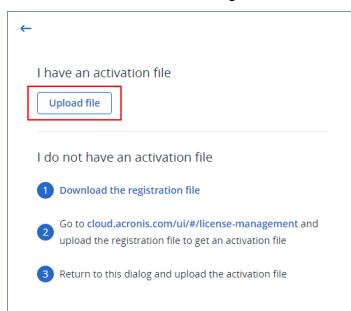 I have an activation file
Upload file
I do not have an activation file
1 Download the registration file
2 Go to cloud.acronis.com/ui/#/license-management and
upload the registration file to get an activation file
3 Return to this dialog and upload the activation file